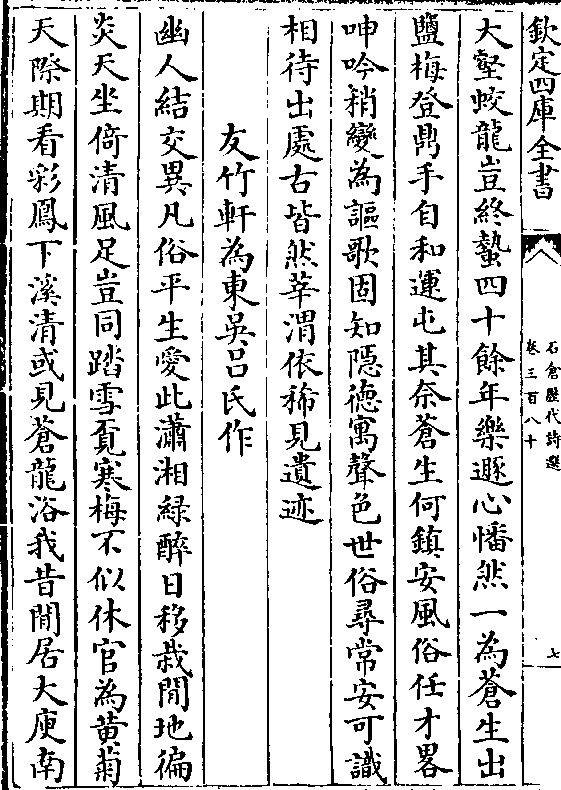 欽定四庫全書
石倉歷代詩選
卷三百八十
七
大壑蛟龍豈終蟄四十餘年樂遯心幡然一為蒼生出
鹽梅登鼎手自和運屯其奈蒼生何鎮安風俗任才畧
呻吟稍變為謳歌固知隱德寓聲色世俗尋常安可識
相待出處古皆然莘渭依稀見遺迹
友竹軒為東吳呂氏作
幽人結交異凡俗平生愛此瀟湘緑醉日移栽閒地徧
炎天坐倚清風足豈同踏雪覔寒梅不似休官為黄菊
天際期看彩鳳下溪清或見蒼龍浴我昔閒居大庾南